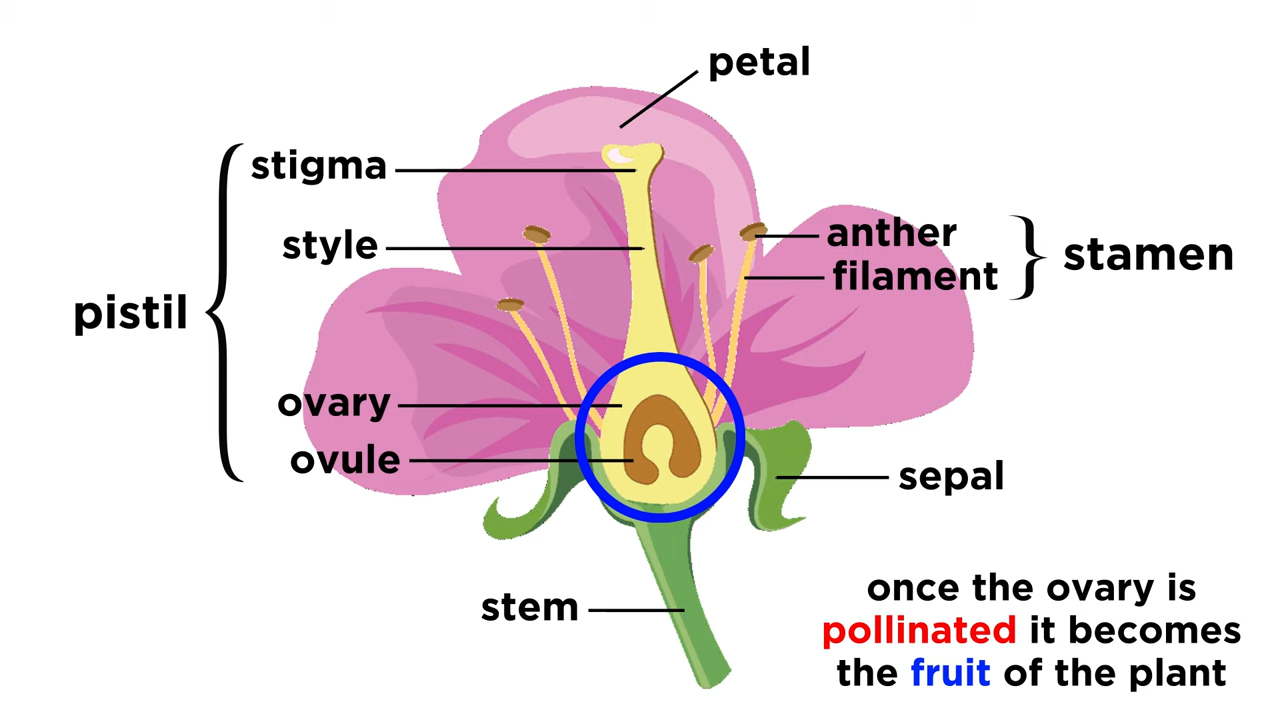 petal
stigma
style
pistil
ovary
ovule
anther
filament
stamen
sepal
stem
once the ovary is
pollinated it becomes
the fruit of the plant